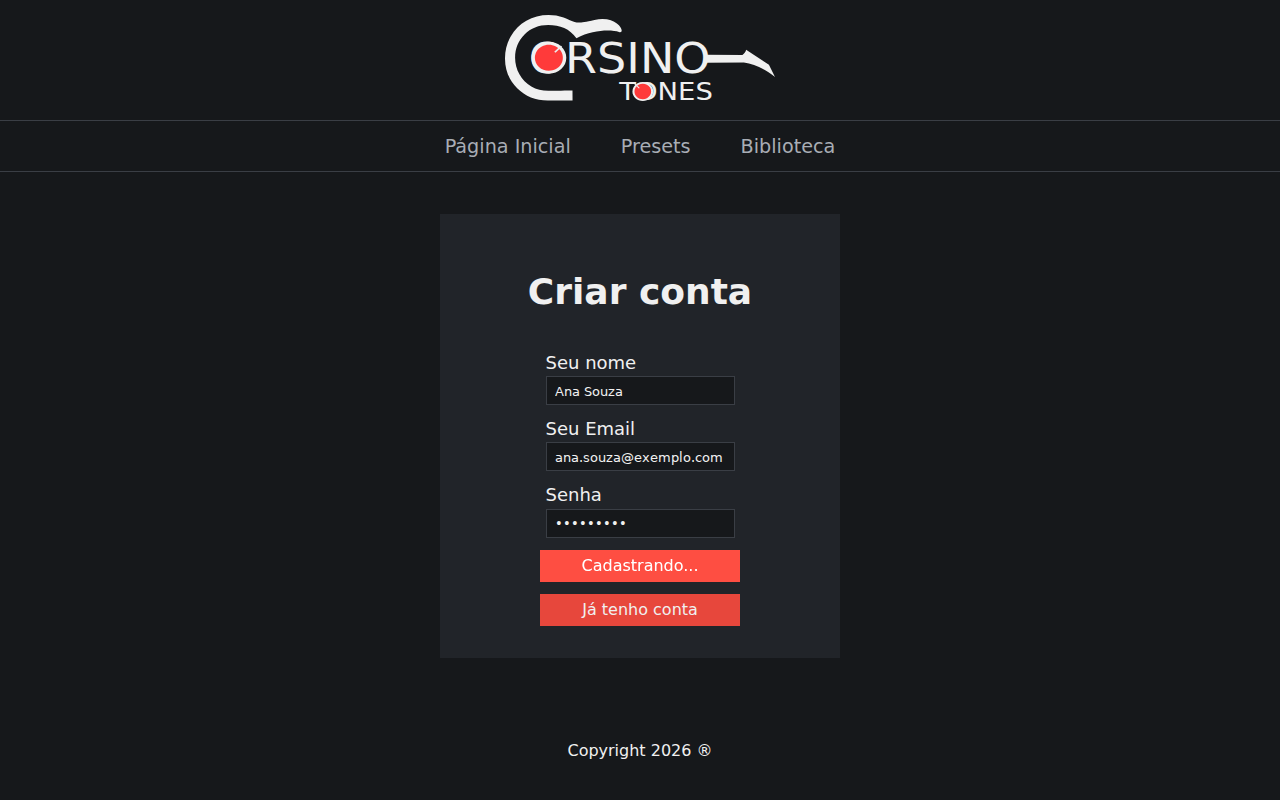 CORSINO
TONES
Página Inicial Presets Biblioteca
Criar conta
Seu nome
Ana Souza
Seu Email
ana.souza@exemplo.com
Senha
•••••••••
Cadastrando...
Já tenho conta
Copyright 2026 ®